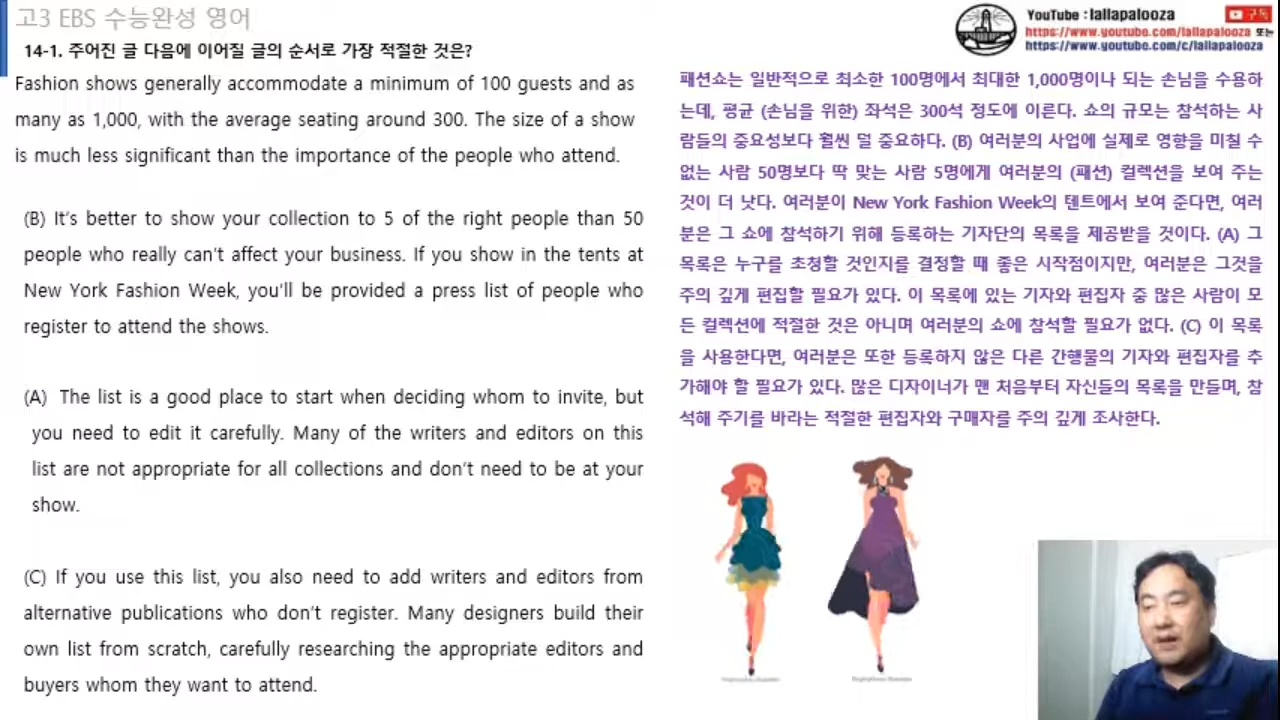 고3 EBS 수능완성 영어
14-1. 주어진 글 다음에 이어질 글의 순서로 가장 적절한 것은?
Fashion shows generally accommodate a minimum of 100 guests and as
many as 1,000, with the average seating around 300. The size of a show
is much less significant than the importance of the people who attend.
(B) It's better to show your collection to 5 of the right people than 50
people who really can't affect your business. If you show in the tents at
New York Fashion Week, you'll be provided a press list of people who
register to attend the shows.
(A) The list is a good place to start when deciding whom to invite, but
you need to edit it carefully. Many of the writers and editors on this
list are not appropriate for all collections and don't need to be at your
show.
(C) If you use this list, you also need to add writers and editors from
alternative publications who don't register. Many designers build their
own list from scratch, carefully researching the appropriate editors and
buyers whom they want to attend.
YouTube : lallapalooza
구독
https://www.youtube.com/lallapalooza 또는
https://www.youtube.com/c/lallapalooza
패션쇼는 일반적으로 최소한 100명에서 최대한 1,000명이나 되는 손님을 수용하
는데, 평균 (손님을 위한) 좌석은 300석 정도에 이른다. 쇼의 규모는 참석하는 사
람들의 중요성보다 훨씬 덜 중요하다. (B) 여러분의 사업에 실제로 영향을 미칠 수
없는 사람 50명보다 딱 맞는 사람 5명에게 여러분의 (패션) 컬렉션을 보여 주는
것이 더 낫다. 여러분이 New York Fashion Week의 텐트에서 보여 준다면, 여러
분은 그 쇼에 참석하기 위해 등록하는 기자단의 목록을 제공받을 것이다. (A) 그
목록은 누구를 초청할 것인지를 결정할 때 좋은 시작점이지만, 여러분은 그것을
주의 깊게 편집할 필요가 있다. 이 목록에 있는 기자와 편집자 중 많은 사람이 모
든 컬렉션에 적절한 것은 아니며 여러분의 쇼에 참석할 필요가 없다. (C) 이 목록
을 사용한다면, 여러분은 또한 등록하지 않은 다른 간행물의 기자와 편집자를 추
가해야 할 필요가 있다. 많은 디자이너가 맨 처음부터 자신들의 목록을 만들며, 참
석해 주기를 바라는 적절한 편집자와 구매자를 주의 깊게 조사한다.